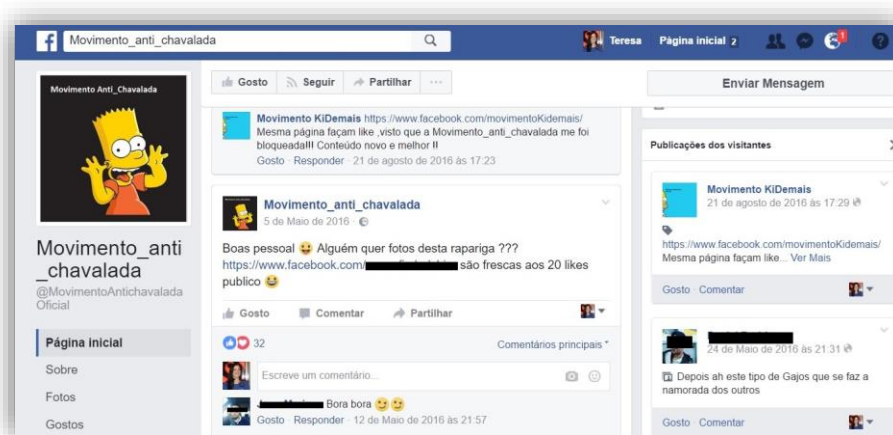 Movimento_anti_chavalada
Teresa Página inicial 2
1
Movimento Anti_Chavalada
Movimento_anti
_chavalada
@MovimentoAntichavalada
Oficial
Página inicial
Sobre
Fotos
Gostos
Gosto Seguir Partilhar ...
Movimento KiDemais https://www.facebook.com/movimentoKidemais/
Mesma página façam like ,visto que a Movimento_anti_chavalada me foi
bloqueada!!! Conteúdo novo e melhor !!
Gosto · Responder · 21 de agosto de 2016 às 17:23
Movimento_anti_chavalada
5 de Maio de 2016 ·
Boas pessoal 😀 Alguém quer fotos desta rapariga ???
https://www.facebook.com/ são frescas aos 20 likes
publico 😂
Gosto Comentar Partilhar
32 Comentários principais
Escreve um comentário...
Bora bora 😉😉
Gosto · Responder · 12 de Maio de 2016 às 21:57
Enviar Mensagem
Publicações dos visitantes
Movimento KiDemais
21 de agosto de 2016 às 17:29
https://www.facebook.com/movimentoKidemais/
Mesma página façam like... Ver Mais
Gosto · Comentar
24 de Maio de 2016 às 21:31
Depois ah este tipo de Gajos que se faz a
namorada dos outros
Gosto · Comentar